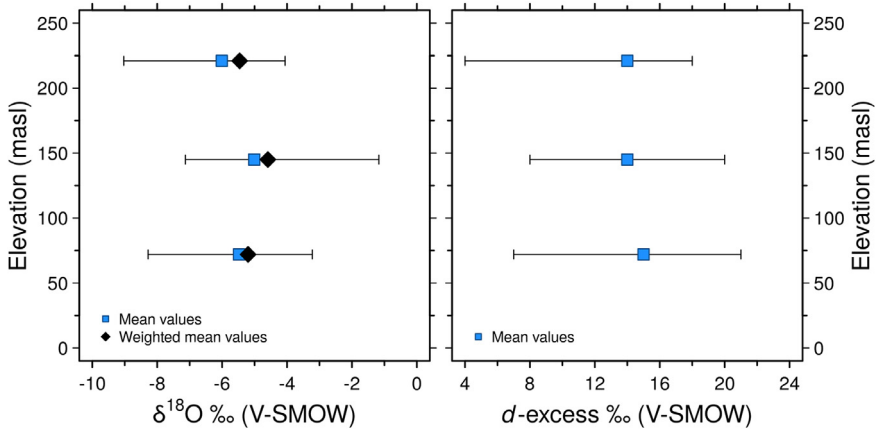 250
200
150
100
50
0
Elevation (masl)
Mean values
Weighted mean values
-10 -8 -6 -4 -2 0
δ¹⁸O ‰ (V-SMOW)
Mean values
4 8 12 16 20 24
d-excess ‰ (V-SMOW)
250
200
150
100
50
0
Elevation (masl)